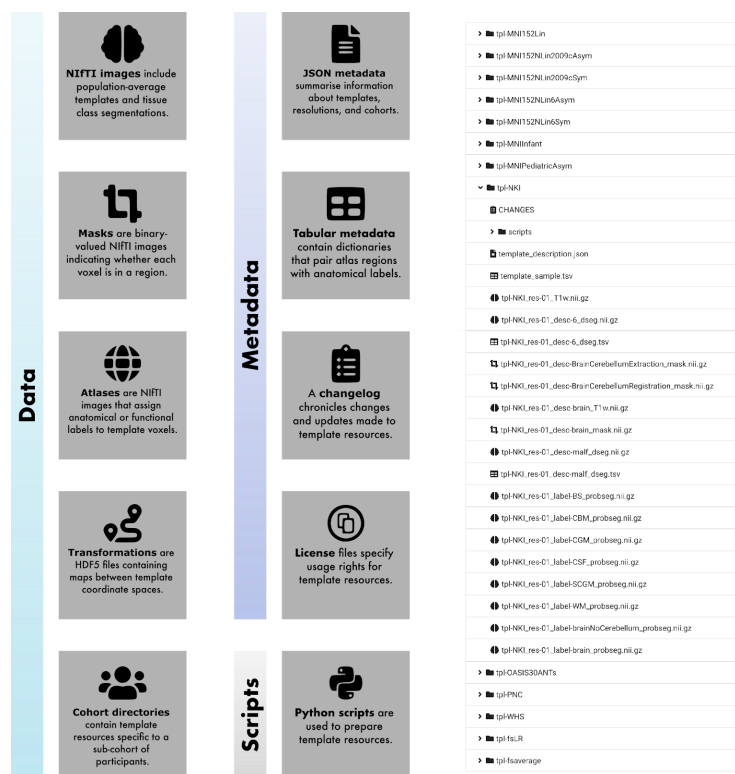 Data
NIfTI images include
population-average
templates and tissue
class segmentations.
Masks are binary-
valued NIfTI images
indicating whether each
voxel is in a region.
Atlases are NIfTI
images that assign
anatomical or functional
labels to template voxels.
Transformations are
HDF5 files containing
maps between template
coordinate spaces.
Cohort directories
contain template
resources specific to a
sub-cohort of
participants.
Metadata
JSON metadata
summarise information
about templates,
resolutions, and cohorts.
Tabular metadata
contain dictionaries
that pair atlas regions
with anatomical labels.
A changelog
chronicles changes
and updates made to
template resources.
License files specify
usage rights for
template resources.
Scripts
Python scripts are
used to prepare
template resources.
tpl-MNI152Lin
tpl-MNI152NLin2009cAsym
tpl-MNI152NLin2009cSym
tpl-MNI152NLin6Asym
tpl-MNI152NLin6Sym
tpl-MNIInfant
tpl-MNIPediatricAsym
tpl-NKI
CHANGES
scripts
template_description.json
template_sample.tsv
tpl-NKI_res-01_T1w.nii.gz
tpl-NKI_res-01_desc-6_dseg.nii.gz
tpl-NKI_res-01_desc-6_dseg.tsv
tpl-NKI_res-01_desc-BrainCerebellumExtraction_mask.nii.gz
tpl-NKI_res-01_desc-BrainCerebellumRegistration_mask.nii.gz
tpl-NKI_res-01_desc-brain_T1w.nii.gz
tpl-NKI_res-01_desc-brain_mask.nii.gz
tpl-NKI_res-01_desc-malf_dseg.nii.gz
tpl-NKI_res-01_desc-malf_dseg.tsv
tpl-NKI_res-01_label-BS_probseg.nii.gz
tpl-NKI_res-01_label-CBM_probseg.nii.gz
tpl-NKI_res-01_label-CGM_probseg.nii.gz
tpl-NKI_res-01_label-CSF_probseg.nii.gz
tpl-NKI_res-01_label-SCGM_probseg.nii.gz
tpl-NKI_res-01_label-WM_probseg.nii.gz
tpl-NKI_res-01_label-brainNoCerebellum_probseg.nii.gz
tpl-NKI_res-01_label-brain_probseg.nii.gz
tpl-OASIS30ANTs
tpl-PNC
tpl-WHS
tpl-fsLR
tpl-fsaverage